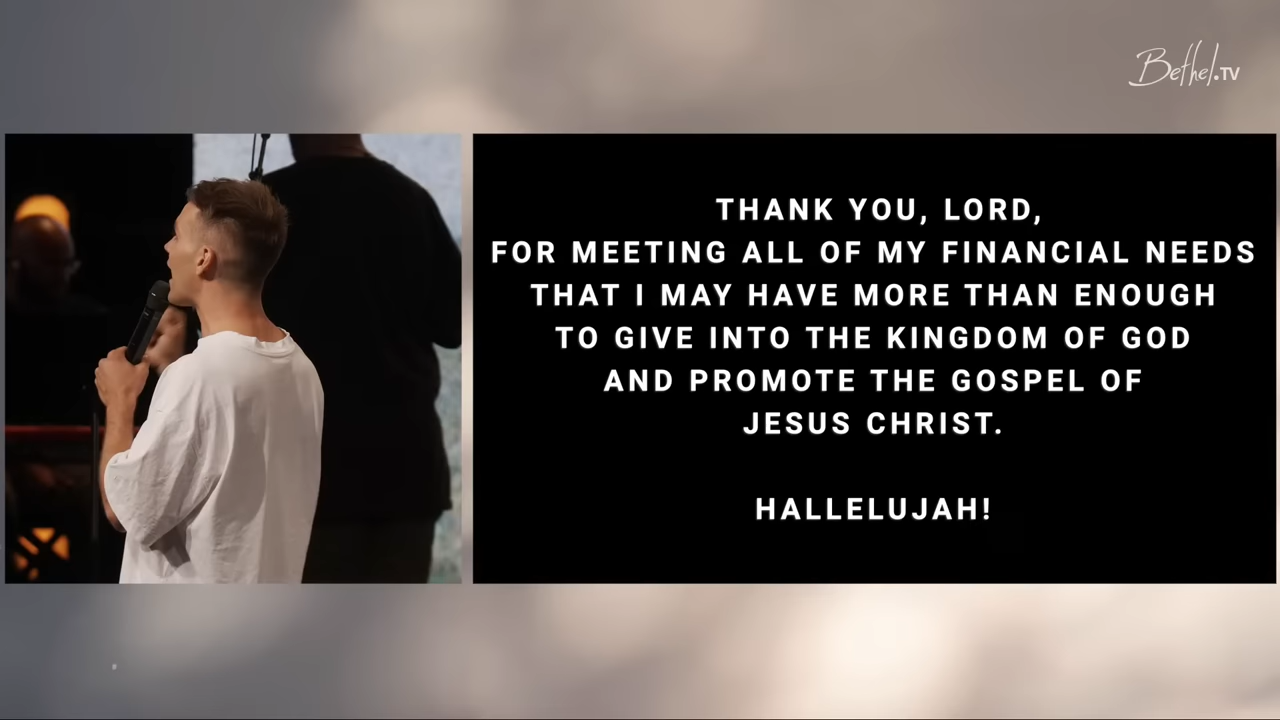 Bethel.TV
THANK YOU, LORD,
FOR MEETING ALL OF MY FINANCIAL NEEDS
THAT I MAY HAVE MORE THAN ENOUGH
TO GIVE INTO THE KINGDOM OF GOD
AND PROMOTE THE GOSPEL OF
JESUS CHRIST.
HALLELUJAH!